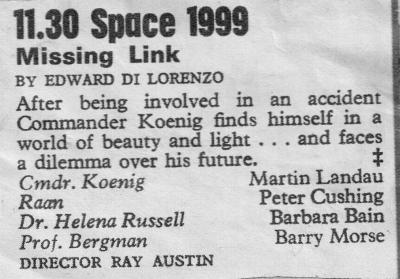 11.30 Space 1999
Missing Link
BY EDWARD DI LORENZO
After being involved in an accident
Commander Koenig finds himself in a
world of beauty and light . . . and faces
a dilemma over his future. ‡
Cmdr. Koenig Martin Landau
Raan Peter Cushing
Dr. Helena Russell Barbara Bain
Prof. Bergman Barry Morse
DIRECTOR RAY AUSTIN